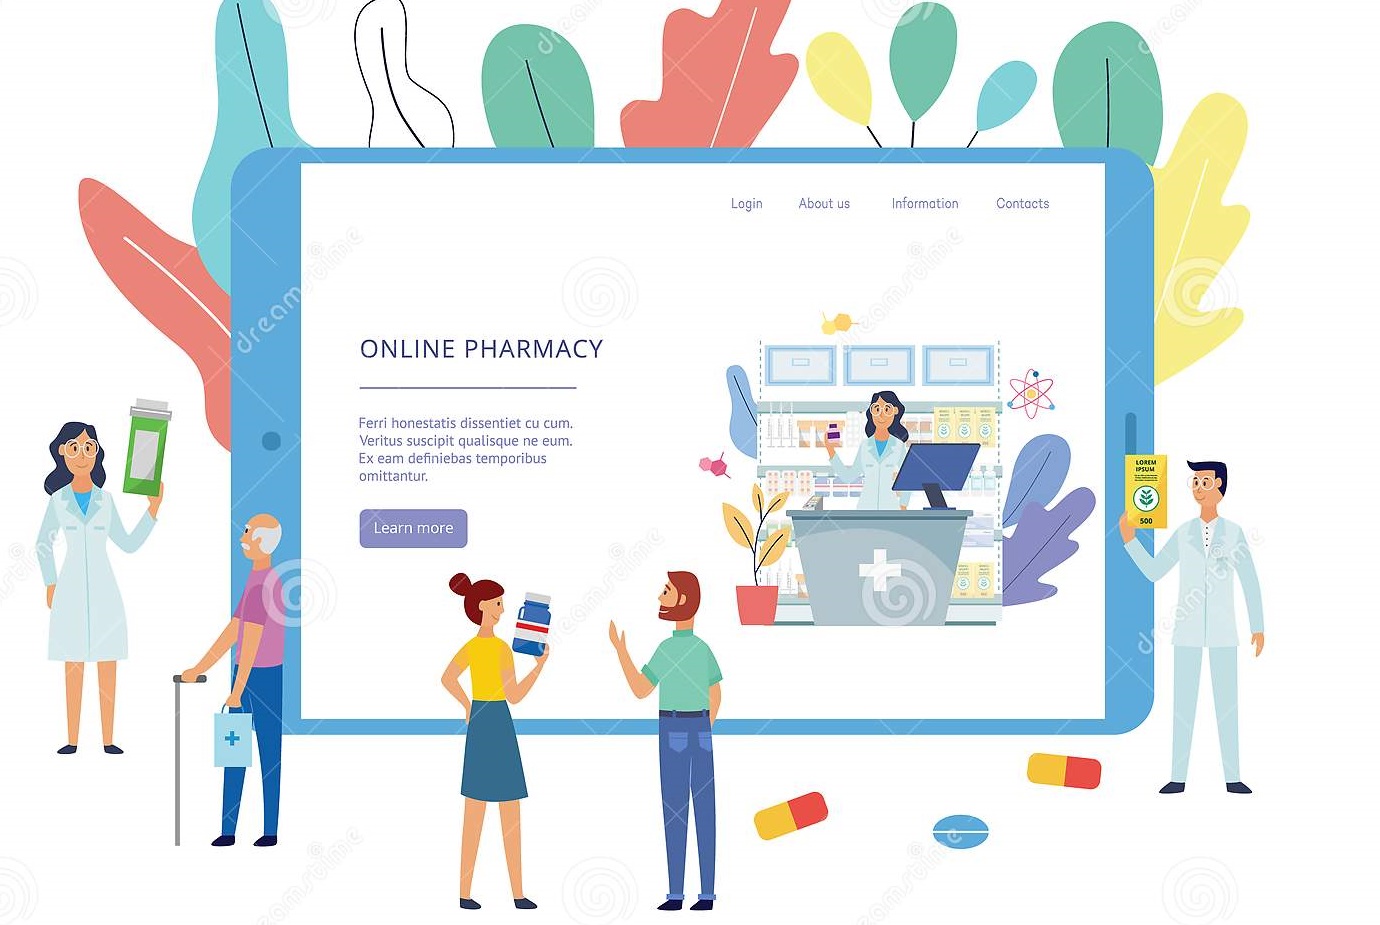 Login About us Information Contacts
ONLINE PHARMACY
Ferri honestatis dissentiet cu cum.
Veritus suscipit qualisque ne eum.
Ex eam definiebas temporibus
omittantur.
Learn more
LOREM
IPSUM
500
dreamstime